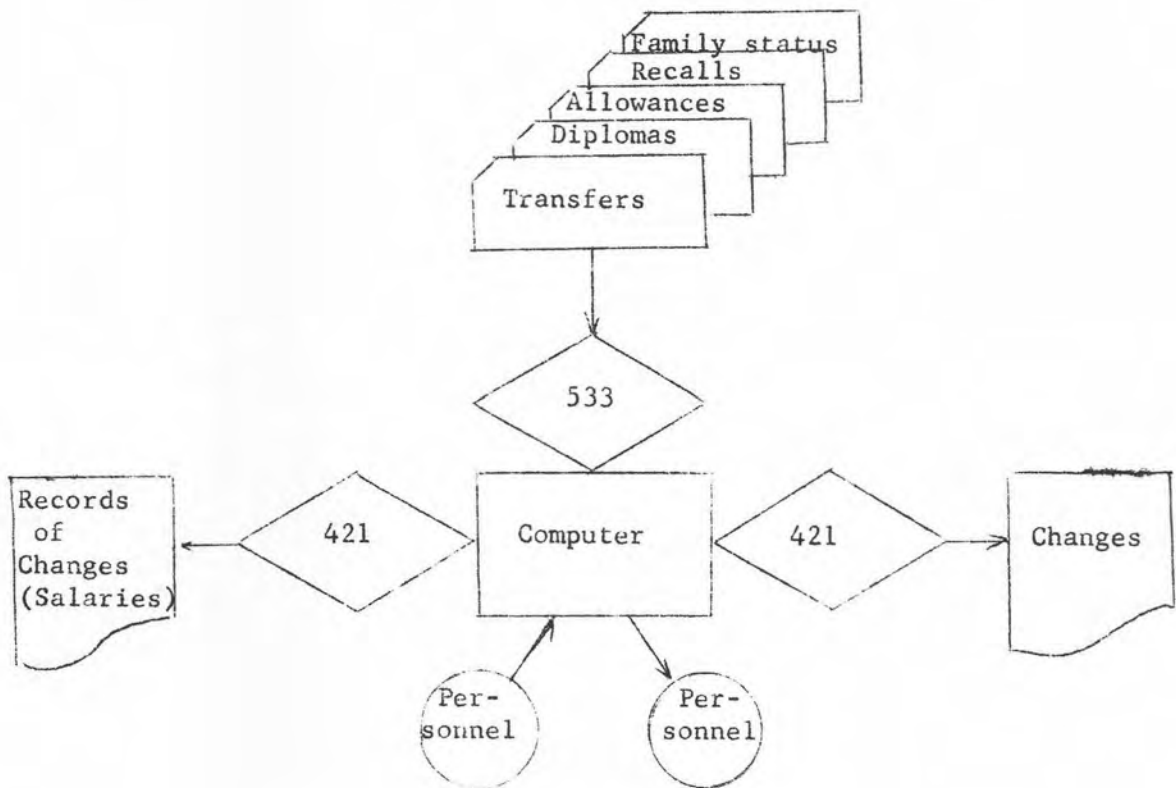 Family status
Recalls
Allowances
Diplomas
Transfers
533
Records
of
Changes
(Salaries)
421
Computer
421
Changes
Per-
sonnel
Per-
sonnel